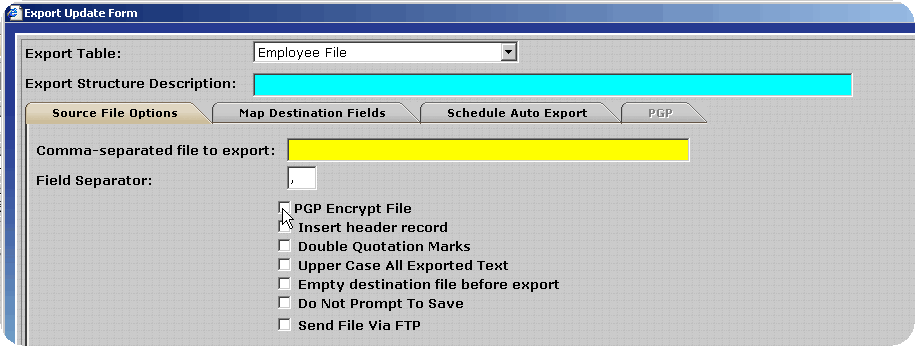 Export Update Form
Export Table: Employee File
Export Structure Description:
Source File Options Map Destination Fields Schedule Auto Export PGP
Comma-separated file to export:
Field Separator: ,
PGP Encrypt File
Insert header record
Double Quotation Marks
Upper Case All Exported Text
Empty destination file before export
Do Not Prompt To Save
Send File Via FTP